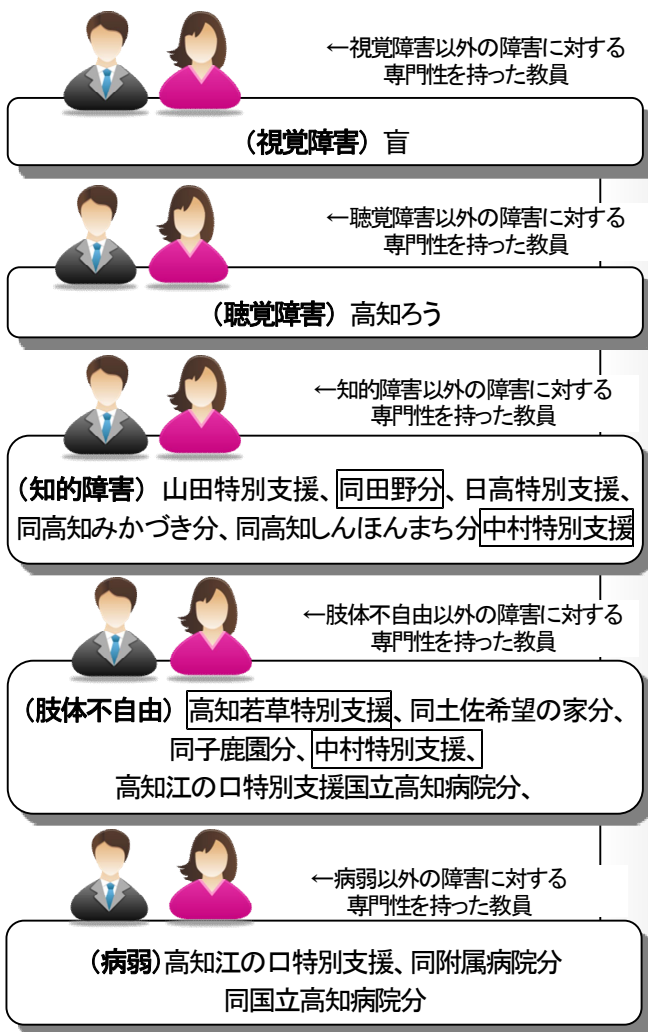 ←視覚障害以外の障害に対する
専門性を持った教員
（視覚障害）盲
←聴覚障害以外の障害に対する
専門性を持った教員
（聴覚障害）高知ろう
←知的障害以外の障害に対する
専門性を持った教員
（知的障害）山田特別支援、同田野分、日高特別支援、
同高知みかづき分、同高知しんほんまち分中村特別支援
←肢体不自由以外の障害に対する
専門性を持った教員
（肢体不自由）高知若草特別支援、同土佐希望の家分、
同子鹿園分、中村特別支援、
高知江の口特別支援国立高知病院分、
←病弱以外の障害に対する
専門性を持った教員
（病弱）高知江の口特別支援、同附属病院分
同国立高知病院分